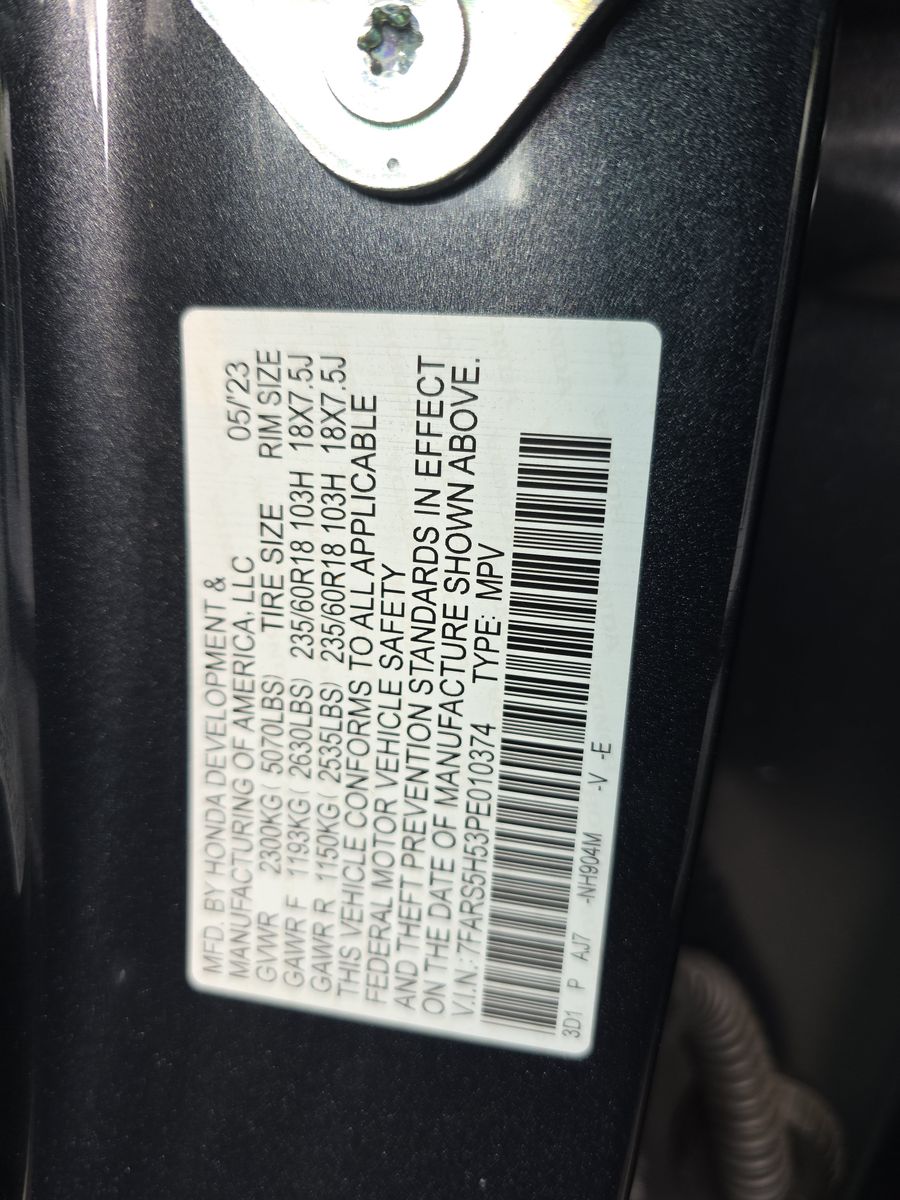 MFD. BY HONDA DEVELOPMENT &
MANUFACTURING OF AMERICA, LLC 05/'23
GVWR 2300KG( 5070LBS) TIRE SIZE RIM SIZE
GAWR F 1193KG( 2630LBS) 235/60R18 103H 18X7.5J
GAWR R 1150KG( 2535LBS) 235/60R18 103H 18X7.5J
THIS VEHICLE CONFORMS TO ALL APPLICABLE
FEDERAL MOTOR VEHICLE SAFETY
AND THEFT PREVENTION STANDARDS IN EFFECT
ON THE DATE OF MANUFACTURE SHOWN ABOVE.
V.I.N.:7FARS5H53PE010374 TYPE: MPV
3D1 P AJ7 -NH904M -V -E